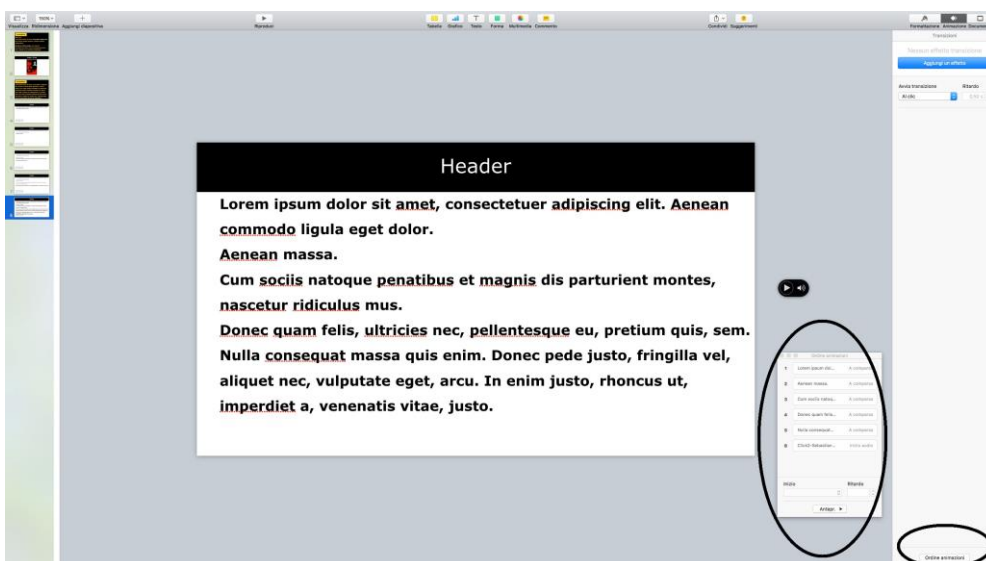 Visualizza
Aggiungi diapositiva
Riproduci
Tabella
Grafico
Testo
Forma
Multimedia
Commento
Condividi
Suggerimenti
Formattazione
Animazione
Transizioni
Nessun effetto transizione
Aggiungi un effetto
Avvia transizione
Ritardo
Header
Lorem ipsum dolor sit amet, consectetuer adipiscing elit. Aenean
commodo ligula eget dolor.
Aenean massa.
Cum sociis natoque penatibus et magnis dis parturient montes,
nascetur ridiculus mus.
Donec quam felis, ultricies nec, pellentesque eu, pretium quis, sem.
Nulla consequat massa quis enim. Donec pede justo, fringilla vel,
aliquet nec, vulputate eget, arcu. In enim justo, rhoncus ut,
imperdiet a, venenatis vitae, justo.
Ordine animazioni
1 Lorem ipsum dol...
2 Aenean massa
3 Cum sociis natoq...
4 Donec quam felis...
5 Nulla consequat...
6
Inizio
Ritardo
Antepr.
Ordine animazioni